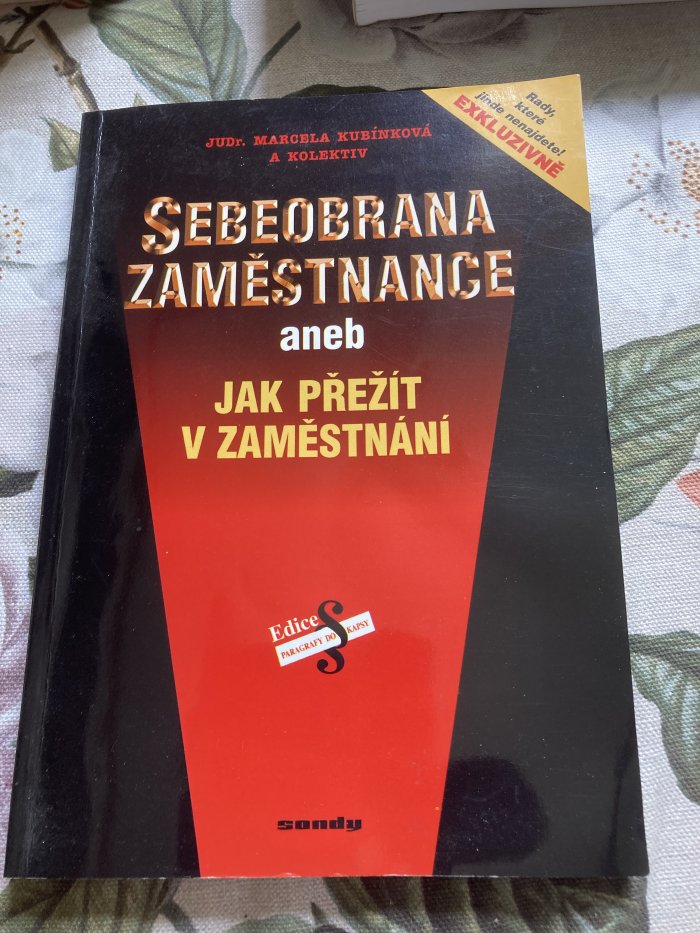 JUDr. MARCELA KUBÍNKOVÁ
A KOLEKTIV
Rady,
které
jinde nenajdete!
EXKLUZIVNĚ
SEBEOBRANA
ZAMĚSTNANCE
aneb
JAK PŘEŽÍT
V ZAMĚSTNÁNÍ
Edice §
PARAGRAFY DO KAPSY
sondy